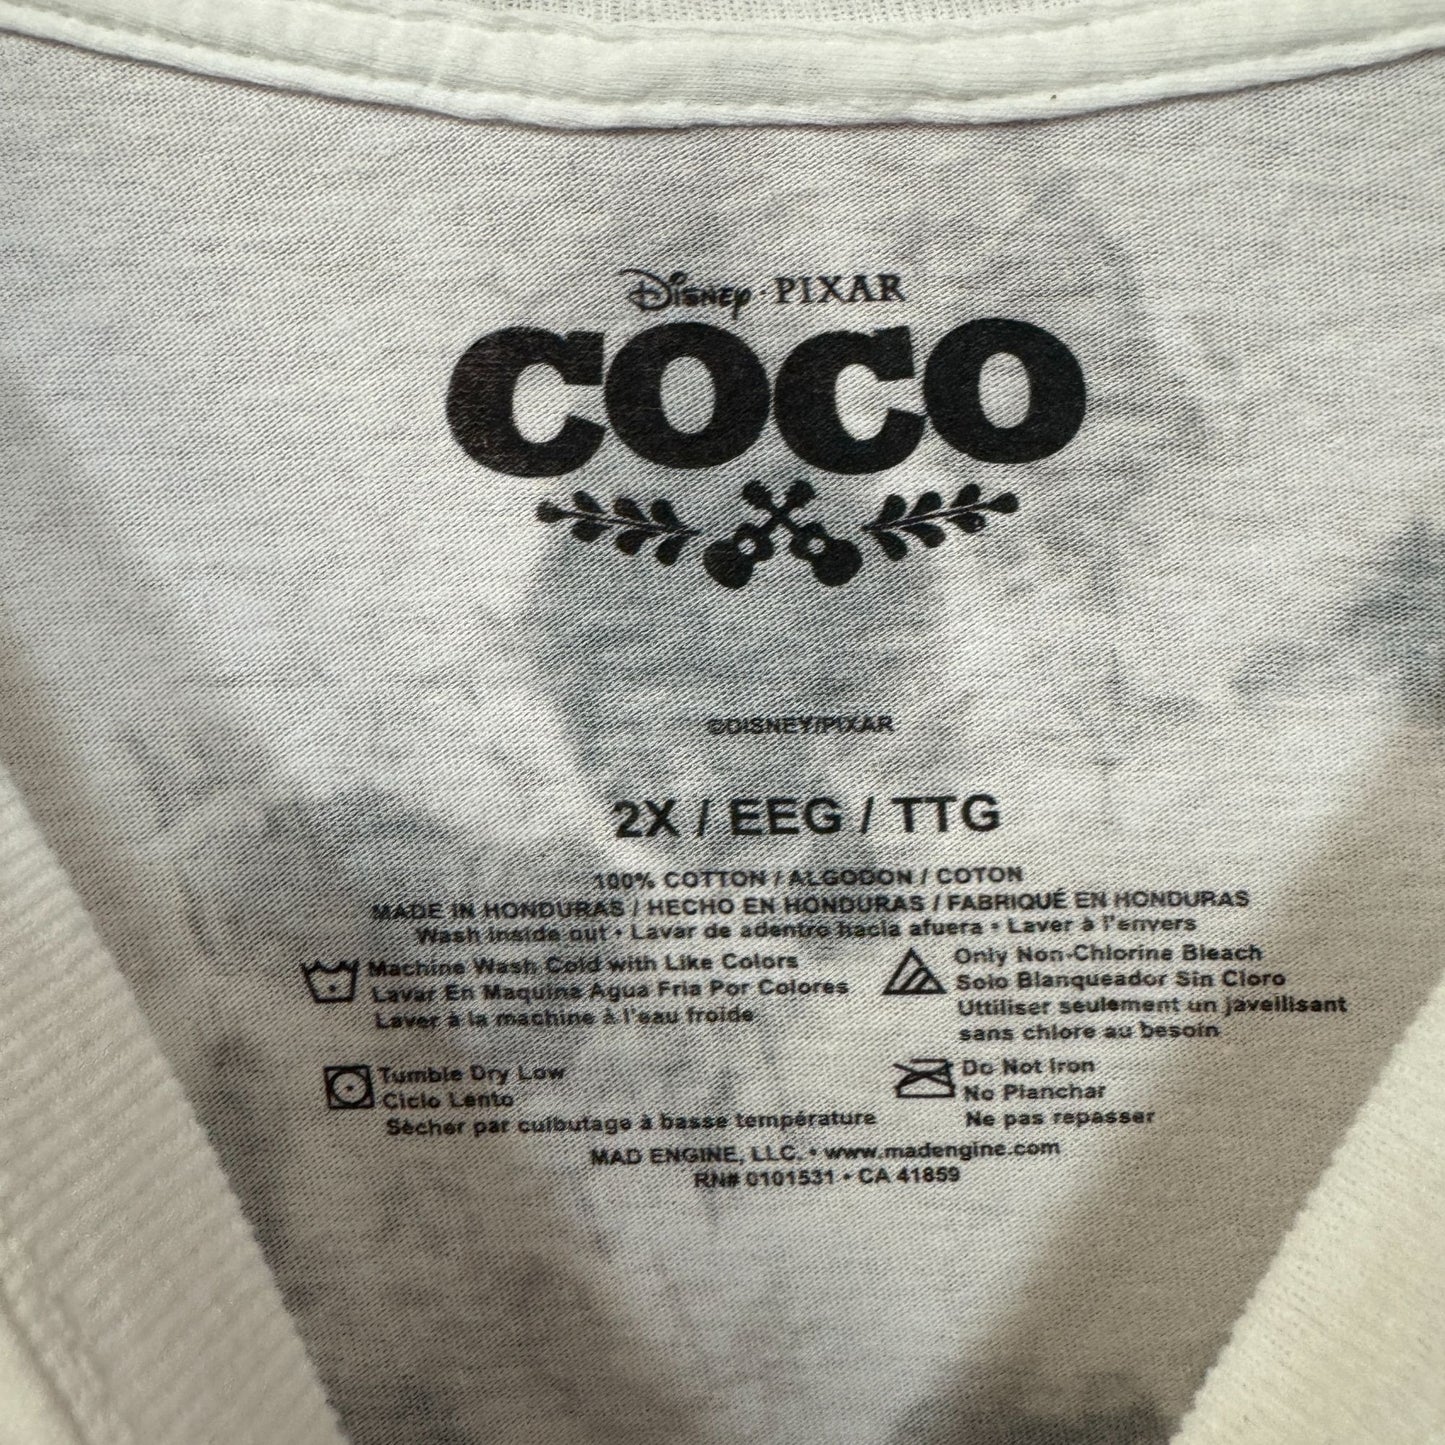 Disney · PIXAR
COCO
©DISNEY/PIXAR
2X / EEG / TTG
100% COTTON / ALGODON / COTON
MADE IN HONDURAS / HECHO EN HONDURAS / FABRIQUÉ EN HONDURAS
Wash inside out • Lavar de adentro hacia afuera • Laver à l'envers
Machine Wash Cold with Like Colors
Lavar En Maquina Agua Fria Por Colores
Laver à la machine à l'eau froide
Only Non-Chlorine Bleach
Solo Blanqueador Sin Cloro
Uttiliser seulement un javellisant
sans chlore au besoin
Tumble Dry Low
Ciclo Lento
Sècher par culbutage à basse température
Do Not Iron
No Planchar
Ne pas repasser
MAD ENGINE, LLC. • www.madengine.com
RN# 0101531 • CA 41859